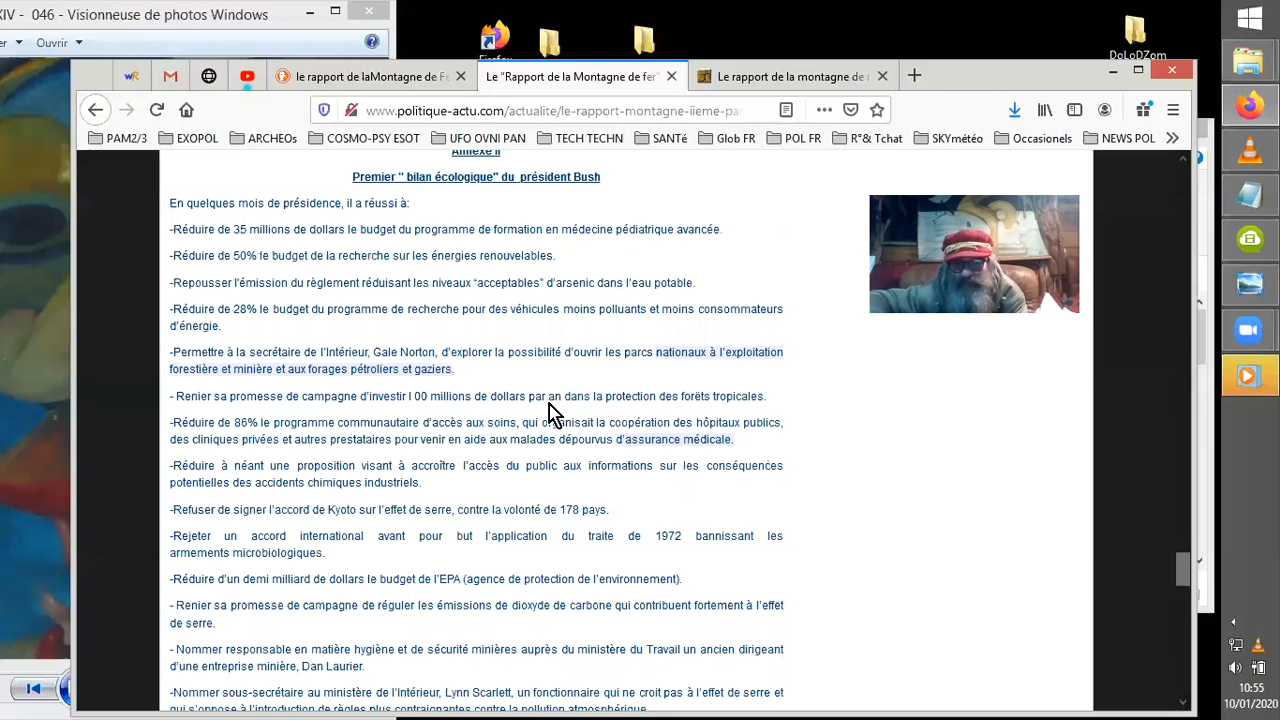 XIV - 046 - Visionneuse de photos Windows
Ouvrir
DoLoDZom
le rapport de laMontagne de Fe
Le "Rapport de la Montagne de fer"
Le rapport de la montagne de
www.politique-actu.com/actualite/le-rapport-montagne-iieme-pa
PAM2/3 EXOPOL ARCHEOs COSMO-PSY ESOT UFO OVNI PAN TECH TECHN SANTé Glob FR POL FR R°& Tchat SKYmétéo Occasionels NEWS POL
Annexe II
Premier " bilan écologique" du président Bush
En quelques mois de présidence, il a réussi à:
-Réduire de 35 millions de dollars le budget du programme de formation en médecine pédiatrique avancée.
-Réduire de 50% le budget de la recherche sur les énergies renouvelables.
-Repousser l'émission du règlement réduisant les niveaux "acceptables" d'arsenic dans l'eau potable.
-Réduire de 28% le budget du programme de recherche pour des véhicules moins polluants et moins consommateurs
d'énergie.
-Permettre à la secrétaire de l'Intérieur, Gale Norton, d'explorer la possibilité d'ouvrir les parcs nationaux à l'exploitation
forestière et minière et aux forages pétroliers et gaziers.
- Renier sa promesse de campagne d'investir l 00 millions de dollars par an dans la protection des forëts tropicales.
-Réduire de 86% le programme communautaire d'accès aux soins, qui organisait la coopération des hôpitaux publics,
des cliniques privées et autres prestataires pour venir en aide aux malades dépourvus d'assurance médicale.
-Réduire à néant une proposition visant à accroître l'accès du public aux informations sur les conséquences
potentielles des accidents chimiques industriels.
-Refuser de signer l'accord de Kyoto sur l'effet de serre, contre la volonté de 178 pays.
-Rejeter un accord international avant pour but l'application du traite de 1972 bannissant les
armements microbiologiques.
-Réduire d'un demi milliard de dollars le budget de l'EPA (agence de protection de l'environnement).
- Renier sa promesse de campagne de réguler les émissions de dioxyde de carbone qui contribuent fortement à l'effet
de serre.
- Nommer responsable en matière hygiène et de sécurité minières auprès du ministère du Travail un ancien dirigeant
d'une entreprise minière, Dan Laurier.
-Nommer sous-secrétaire au ministère de l'Intérieur, Lynn Scarlett, un fonctionnaire qui ne croit pas à l'effet de serre et
qui s'oppose à l'introduction de règles plus contraignantes contre la pollution atmosphérique.
10:55
10/01/2020